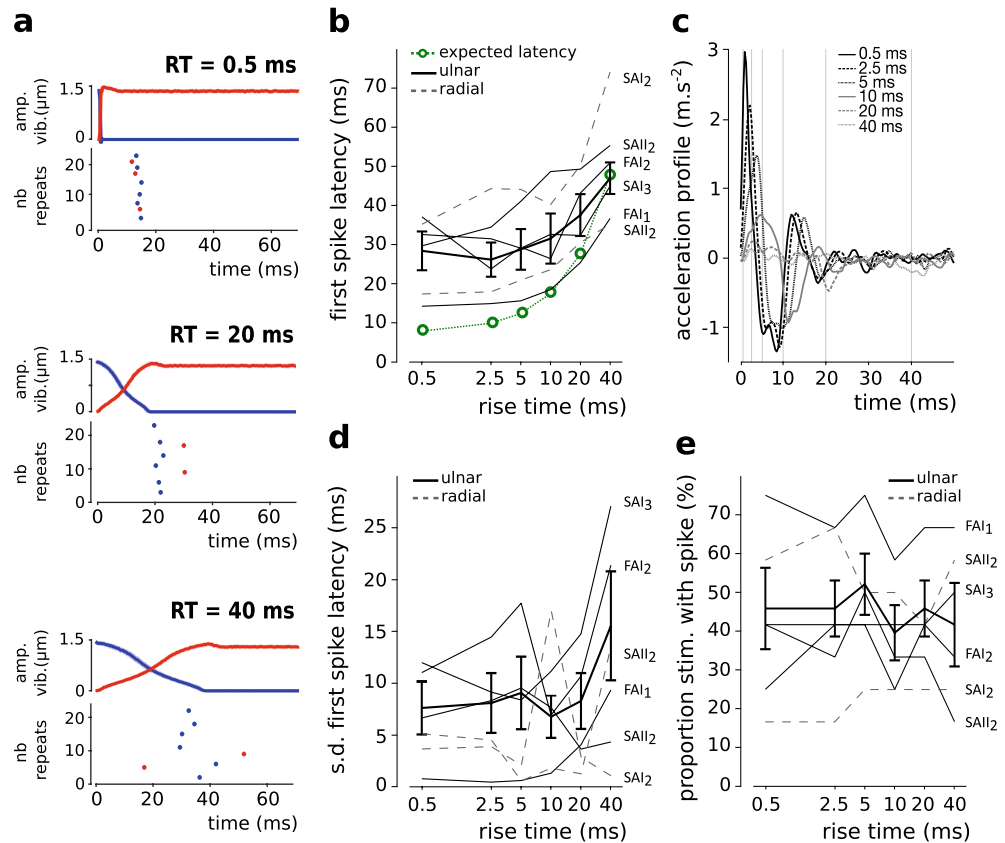 a
RT = 0.5 ms
amp.
vib.(μm)
1.5
0
nb
repeats
20
10
0
0 20 40 60
time (ms)
RT = 20 ms
amp.
vib.(μm)
1.5
0
nb
repeats
20
10
0
0 20 40 60
time (ms)
RT = 40 ms
amp.
vib.(μm)
1.5
0
nb
repeats
20
10
0
0 20 40 60
time (ms)
b
expected latency
ulnar
radial
first spike latency (ms)
70
60
50
40
30
20
10
0
0.5 2.5 5 10 20 40
rise time (ms)
SAI2
SAII2
FAI2
SAI3
FAI1
SAII2
c
0.5 ms
2.5 ms
5 ms
10 ms
20 ms
40 ms
acceleration profile (m.s-2)
3
2
1
0
-1
0 10 20 40
time (ms)
d
ulnar
radial
s.d. first spike latency (ms)
25
20
15
10
5
0
0.5 2.5 5 10 20 40
rise time (ms)
SAI3
FAI2
SAII2
FAI1
SAII2
SAI2
e
ulnar
radial
proportion stim. with spike (%)
70
60
50
40
30
20
10
0
0.5 2.5 5 10 20 40
rise time (ms)
FAI1
SAII2
SAI3
FAI2
SAI2
SAII2